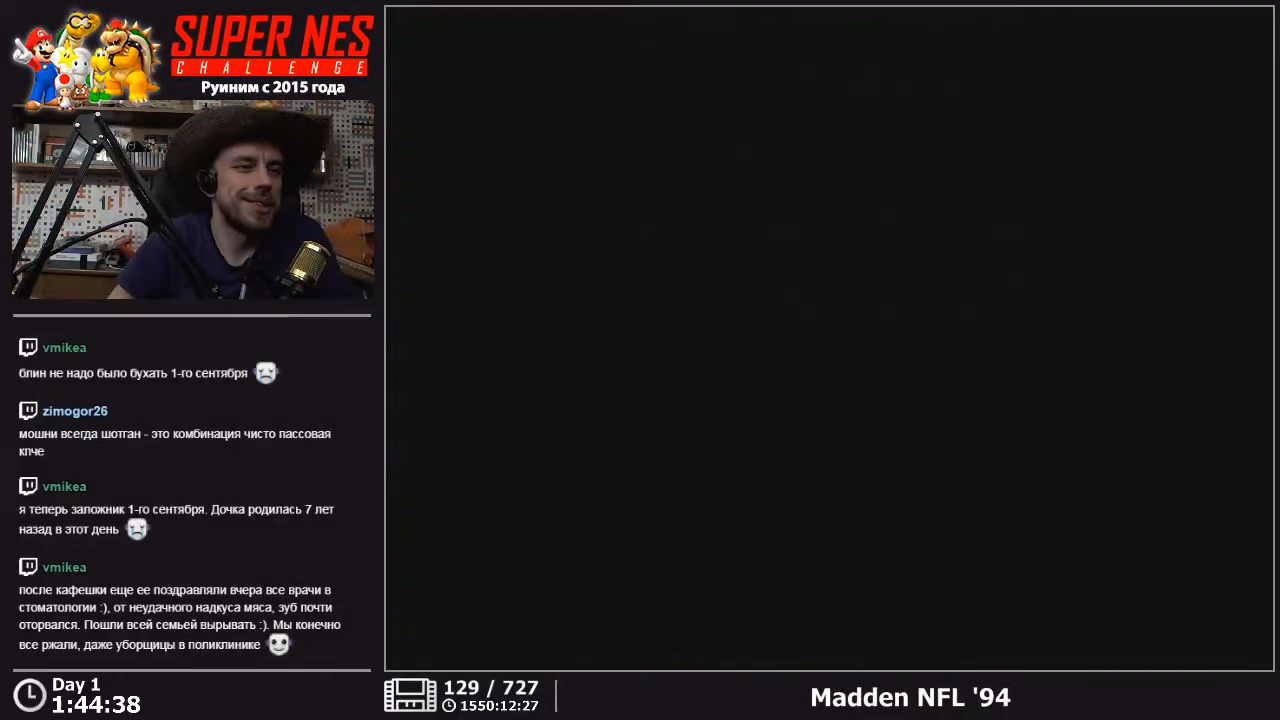 SUPER NES
CHALLENGE
Руиним с 2015 года
vmikea
блин не надо было бухать 1-го сентября
zimogor26
мошни всегда шотган - это комбинация чисто пассовая
кпче
vmikea
я теперь заложник 1-го сентября. Дочка родилась 7 лет
назад в этот день
vmikea
после кафешки еще ее поздравляли вчера все врачи в
стоматологии :), от неудачного надкуса мяса, зуб почти
оторвался. Пошли всей семьей вырывать :). Мы конечно
все ржали, даже уборщицы в поликлинике
Day 1
1:44:38
129 / 727
1550:12:27
Madden NFL '94